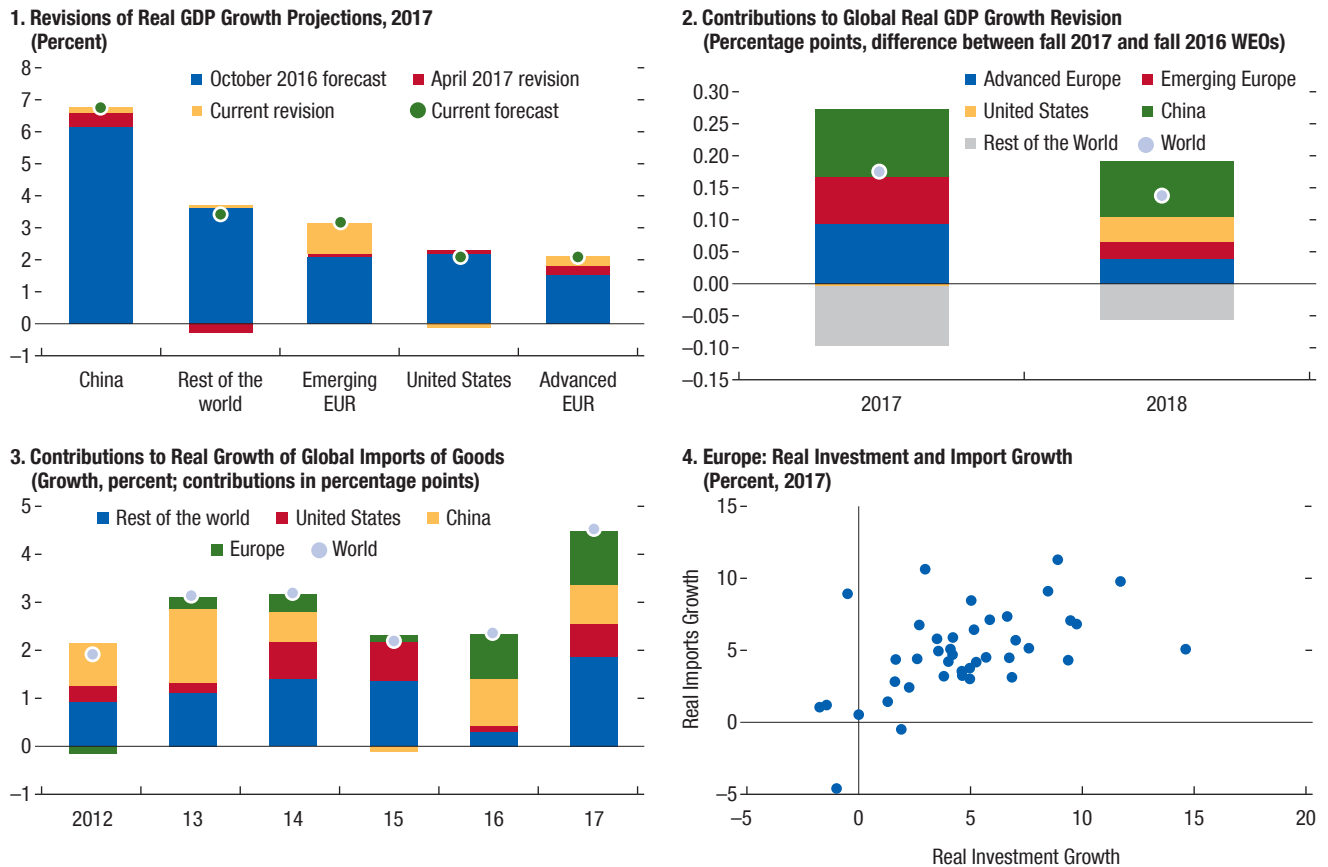 1. Revisions of Real GDP Growth Projections, 2017
(Percent)
8
7
6
5
4
3
2
1
0
–1
October 2016 forecast
April 2017 revision
Current revision
Current forecast
China
Rest of the world
Emerging EUR
United States
Advanced EUR
2. Contributions to Global Real GDP Growth Revision
(Percentage points, difference between fall 2017 and fall 2016 WEOs)
Advanced Europe
Emerging Europe
United States
China
Rest of the World
World
0.30
0.25
0.20
0.15
0.10
0.05
0.00
–0.05
–0.10
–0.15
2017
2018
3. Contributions to Real Growth of Global Imports of Goods
(Growth, percent; contributions in percentage points)
5
4
3
2
1
0
–1
Rest of the world
United States
China
Europe
World
2012
13
14
15
16
17
4. Europe: Real Investment and Import Growth
(Percent, 2017)
15
10
5
0
–5
Real Imports Growth
–5
0
5
10
15
20
Real Investment Growth